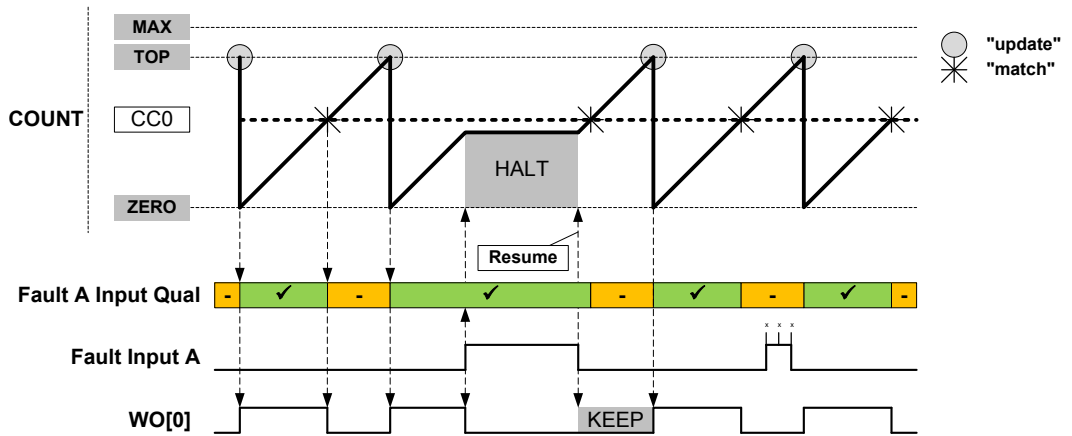 MAX
TOP
"update"
"match"
COUNT
CC0
HALT
ZERO
Resume
Fault A Input Qual
- ✓ - ✓ - ✓ - ✓ -
x x x
Fault Input A
WO[0]
KEEP